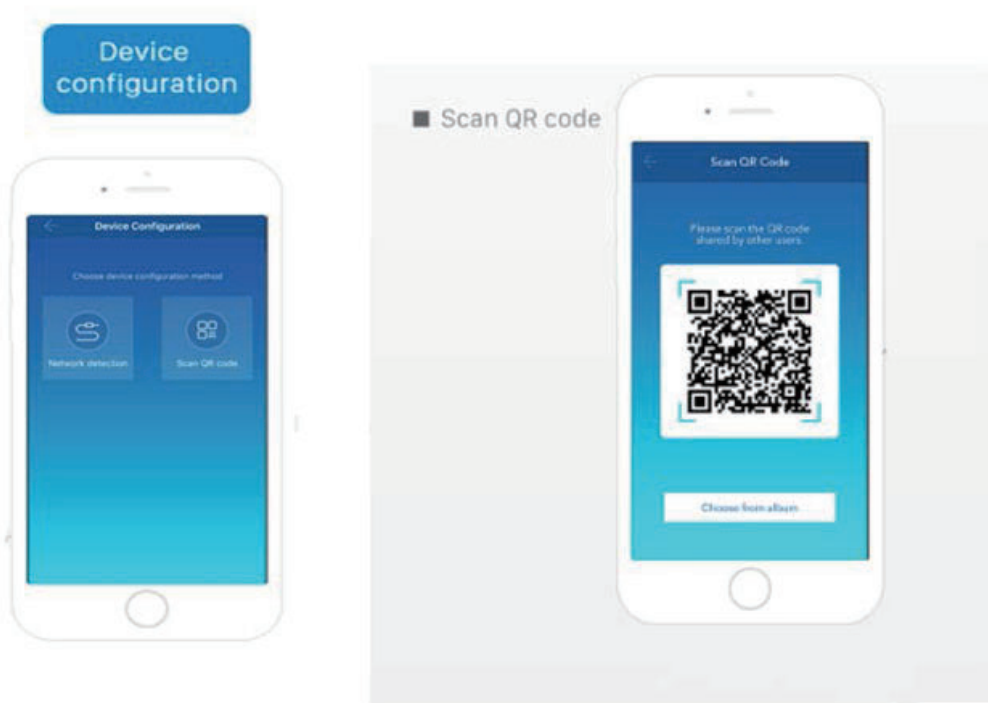 Device
configuration
Device Configuration
Choose device configuration method
Network detection
Scan QR code
■ Scan QR code
Scan QR Code
Please scan the QR code
shared by other users.
Choose from album